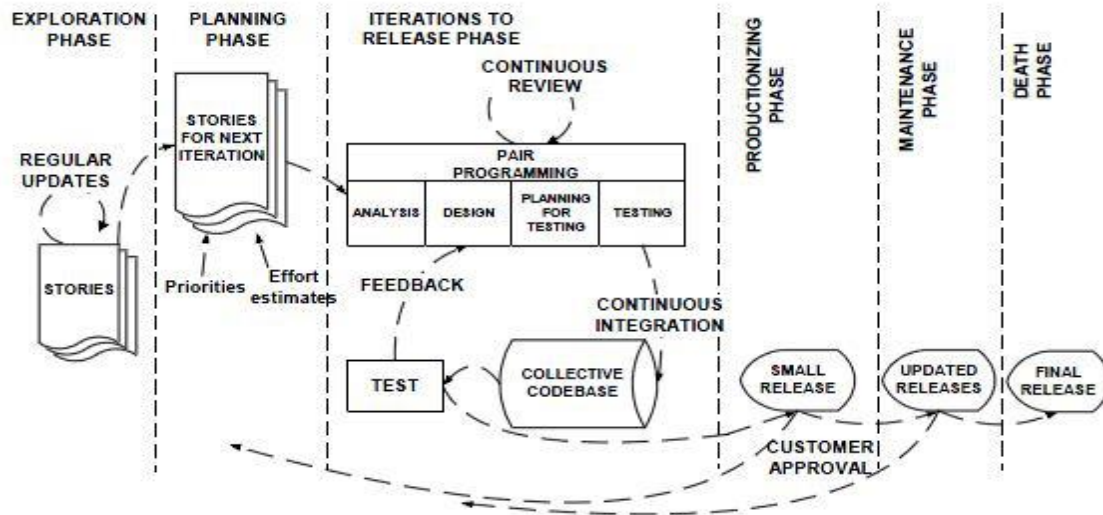 EXPLORATION
PHASE
PLANNING
PHASE
ITERATIONS TO
RELEASE PHASE
PRODUCTIONIZING
PHASE
MAINTENANCE
PHASE
DEATH
PHASE
REGULAR
UPDATES
STORIES
STORIES
FOR NEXT
ITERATION
Priorities
Effort
estimates
CONTINUOUS
REVIEW
PAIR
PROGRAMMING
ANALYSIS
DESIGN
PLANNING
FOR
TESTING
TESTING
FEEDBACK
CONTINUOUS
INTEGRATION
TEST
COLLECTIVE
CODEBASE
SMALL
RELEASE
UPDATED
RELEASES
FINAL
RELEASE
CUSTOMER
APPROVAL